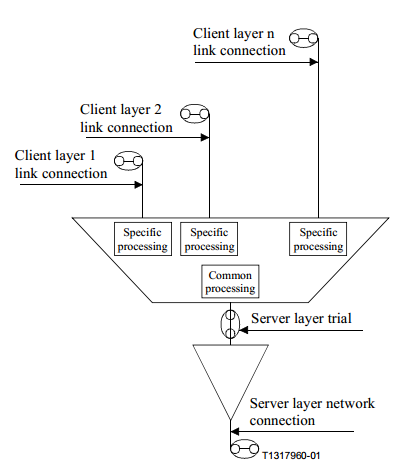 Client layer n
link connection
Client layer 2
link connection
Client layer 1
link connection
Specific
processing
Specific
processing
Specific
processing
Common
processing
Server layer trial
Server layer network
connection
T1317960-01